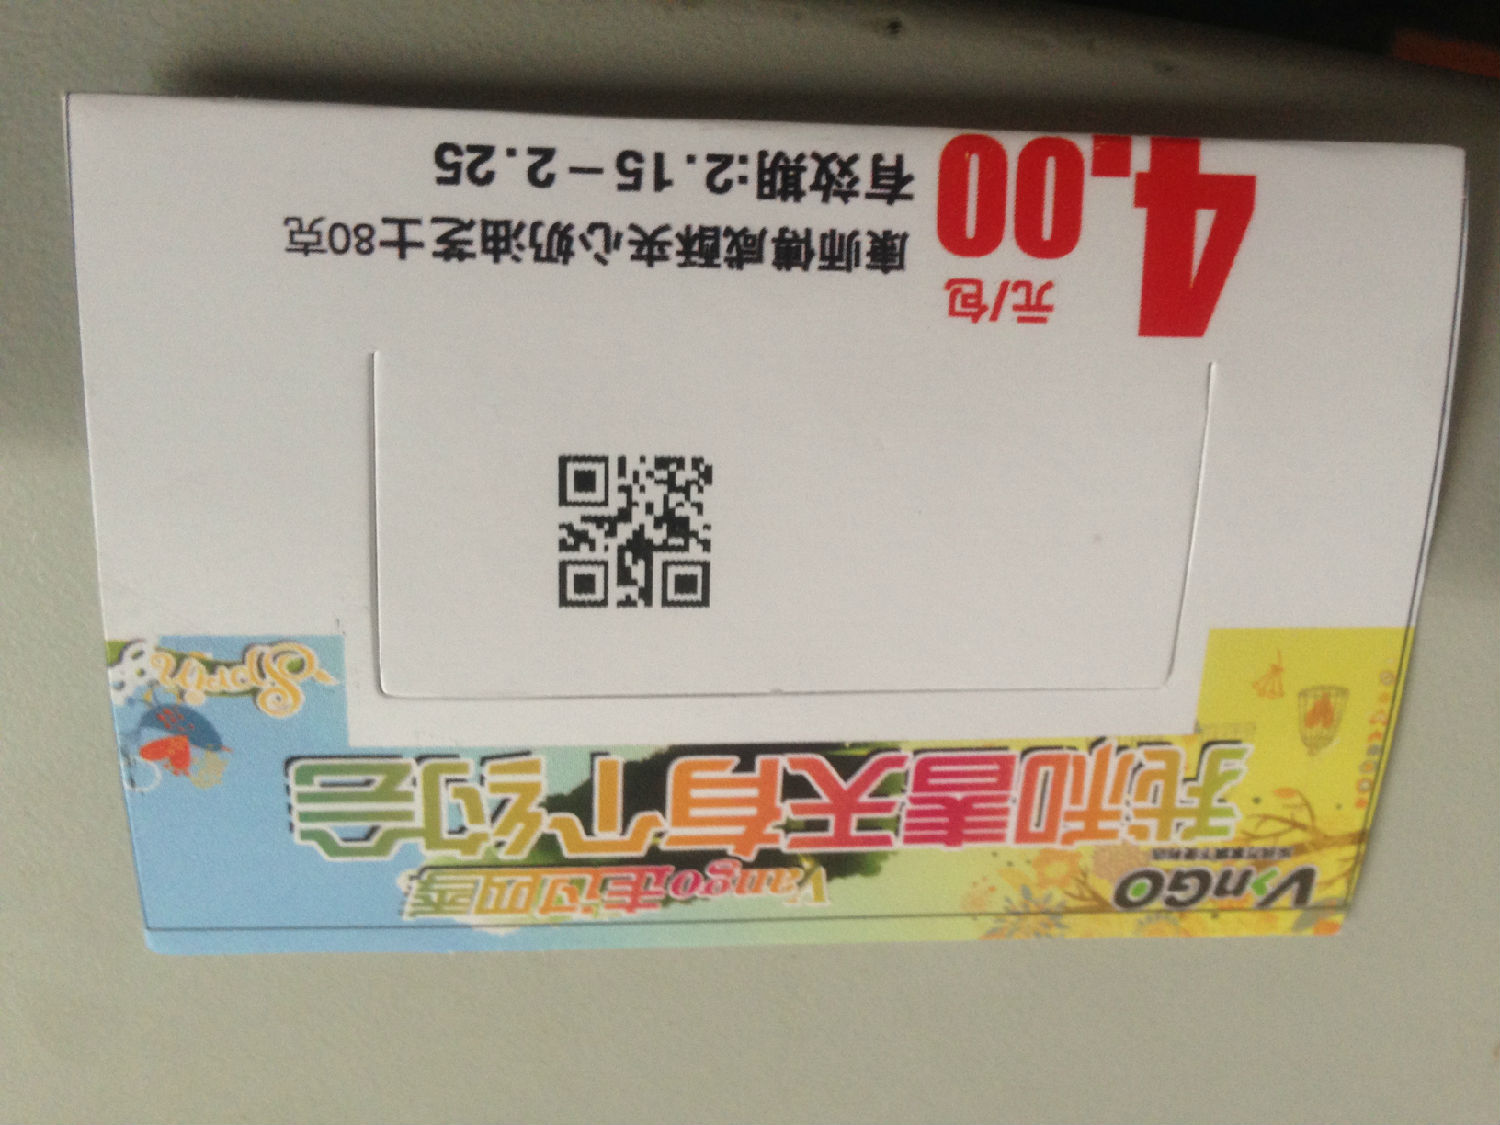 VanGO
Vango走过四季
我和春天有个约会
Sprin
4.00
元/包
康师傅咸酥夹心奶油芝士80克
有效期:2.15-2.25